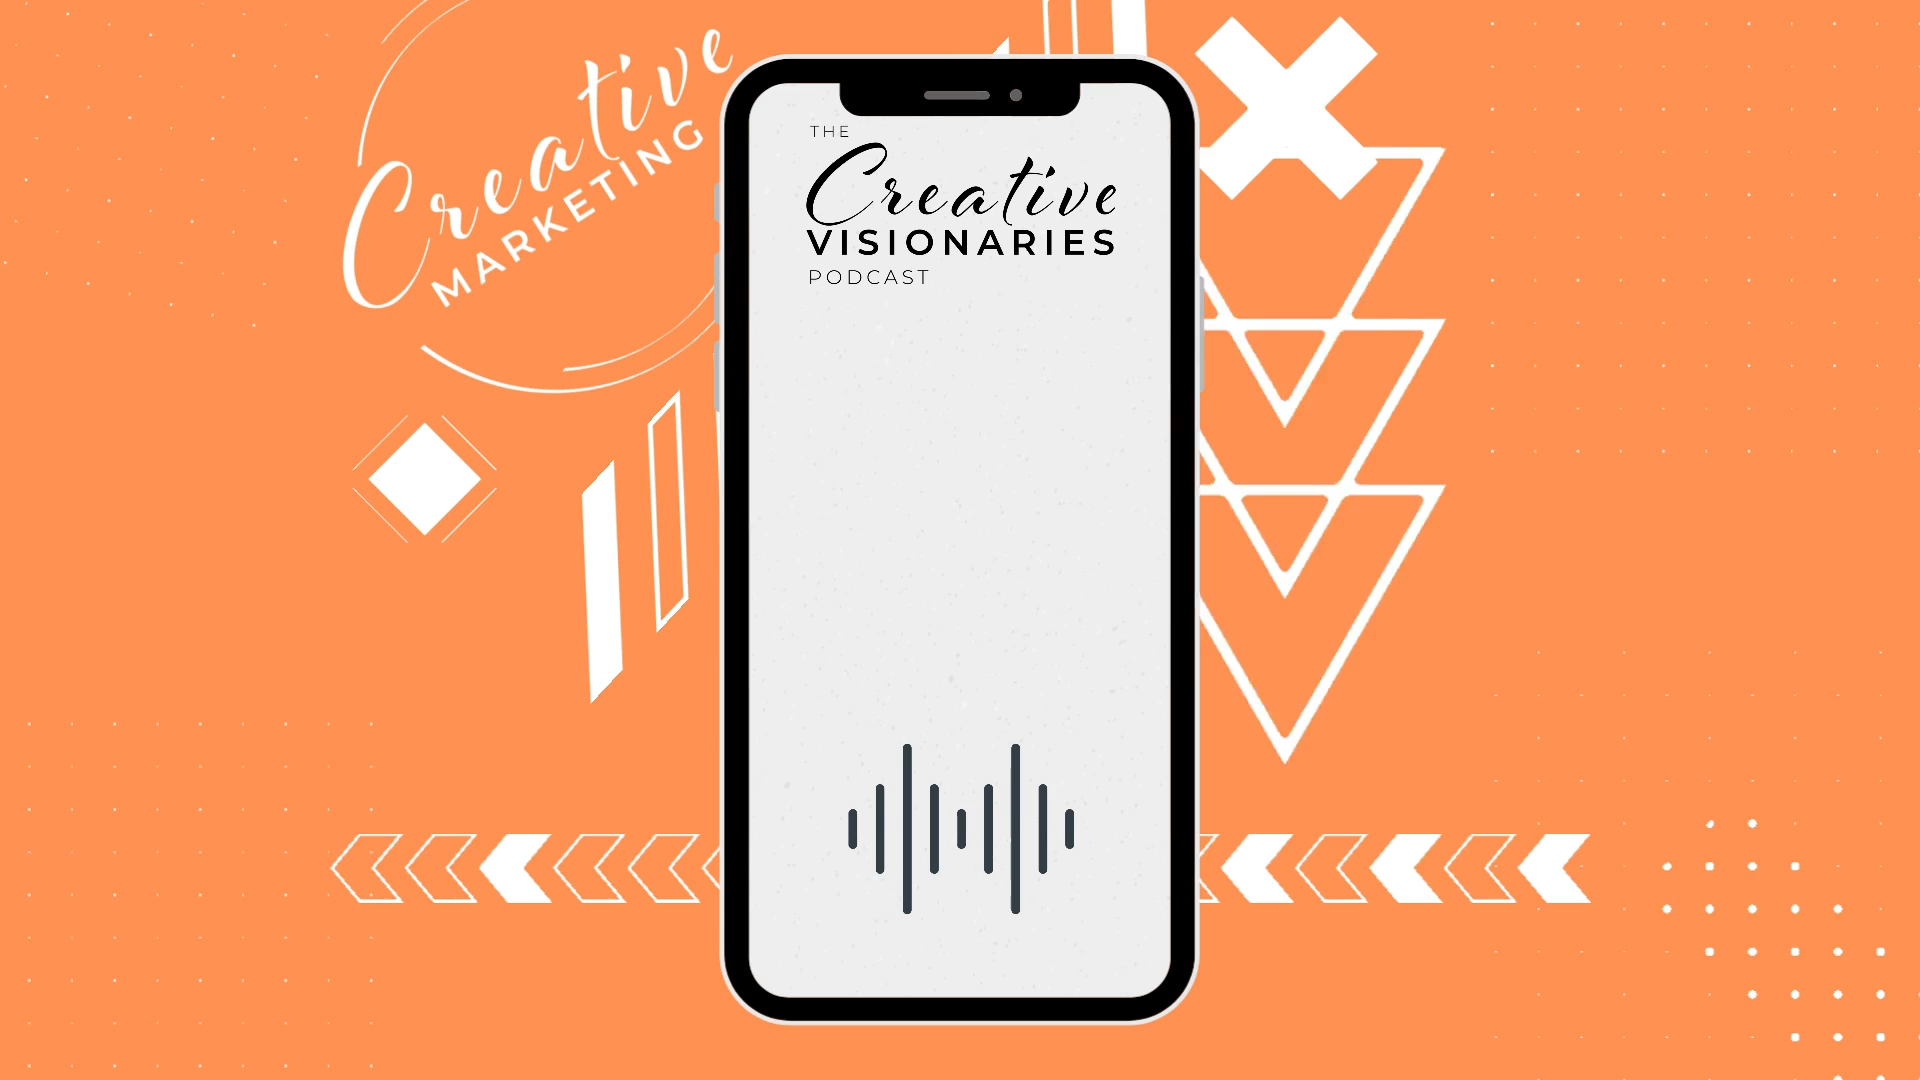 Creative
MARKETING
THE
Creative
VISIONARIES
PODCAST